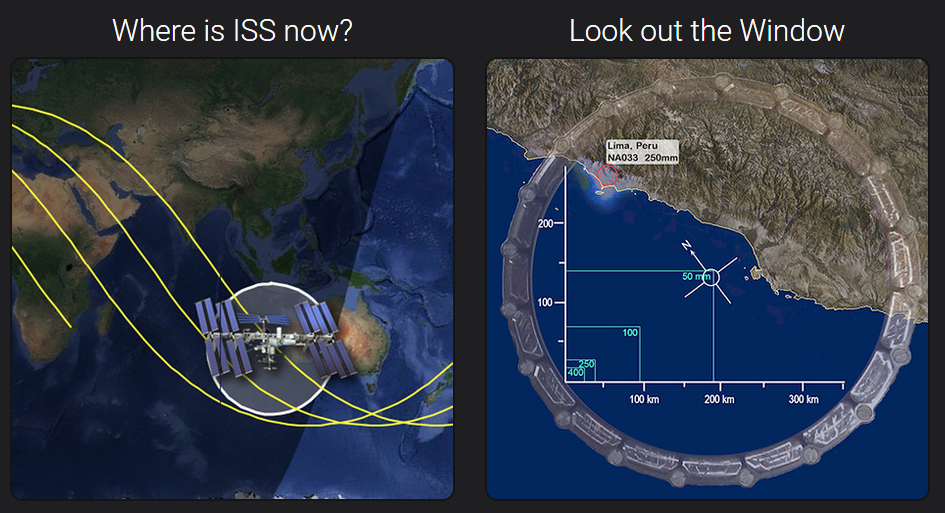 Where is ISS now?
Look out the Window
Lima, Peru
NA033 250mm
200
N
50 mm
100
100
250
400
100 km
200 km
300 km